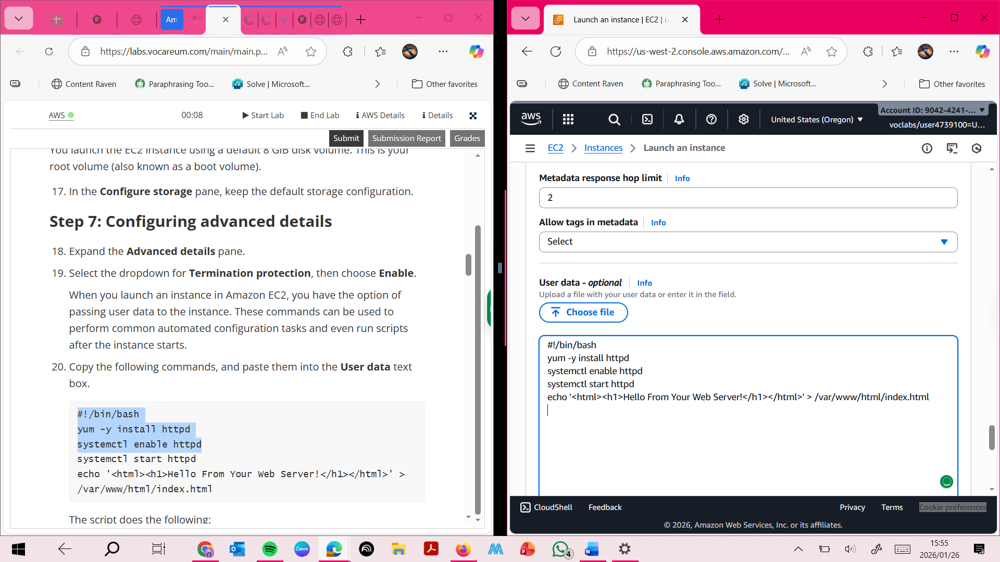 Am
https://labs.vocareum.com/main/main.p...
Content Raven
Paraphrasing Too...
Solve | Microsoft...
Other favorites
AWS
00:08
Start Lab
End Lab
AWS Details
Details
Submit
Submission Report
Grades
You launch the EC2 instance using a default 8 GiB disk volume. This is your
root volume (also known as a boot volume).
17. In the Configure storage pane, keep the default storage configuration.
Step 7: Configuring advanced details
18. Expand the Advanced details pane.
19. Select the dropdown for Termination protection, then choose Enable.
When you launch an instance in Amazon EC2, you have the option of
passing user data to the instance. These commands can be used to
perform common automated configuration tasks and even run scripts
after the instance starts.
20. Copy the following commands, and paste them into the User data text
box.
#!/bin/bash
yum -y install httpd
systemctl enable httpd
systemctl start httpd
echo '<html><h1>Hello From Your Web Server!</h1></html>' >
/var/www/html/index.html
The script does the following:
Launch an instance | EC2 | u
https://us-west-2.console.aws.amazon.com/...
Content Raven
Paraphrasing Too...
Solve | Microsoft...
Other favorites
aws
United States (Oregon)
Account ID: 9042-4241-...
voclabs/user4739100=U...
EC2
Instances
Launch an instance
Metadata response hop limit
Info
2
Allow tags in metadata
Info
Select
User data - optional
Info
Upload a file with your user data or enter it in the field.
Choose file
#!/bin/bash
yum -y install httpd
systemctl enable httpd
systemctl start httpd
echo '<html><h1>Hello From Your Web Server!</h1></html>' > /var/www/html/index.html
CloudShell
Feedback
Privacy
Terms
Cookie preferences
© 2026, Amazon Web Services, Inc. or its affiliates.
Canva
4
15:55
2026/01/26